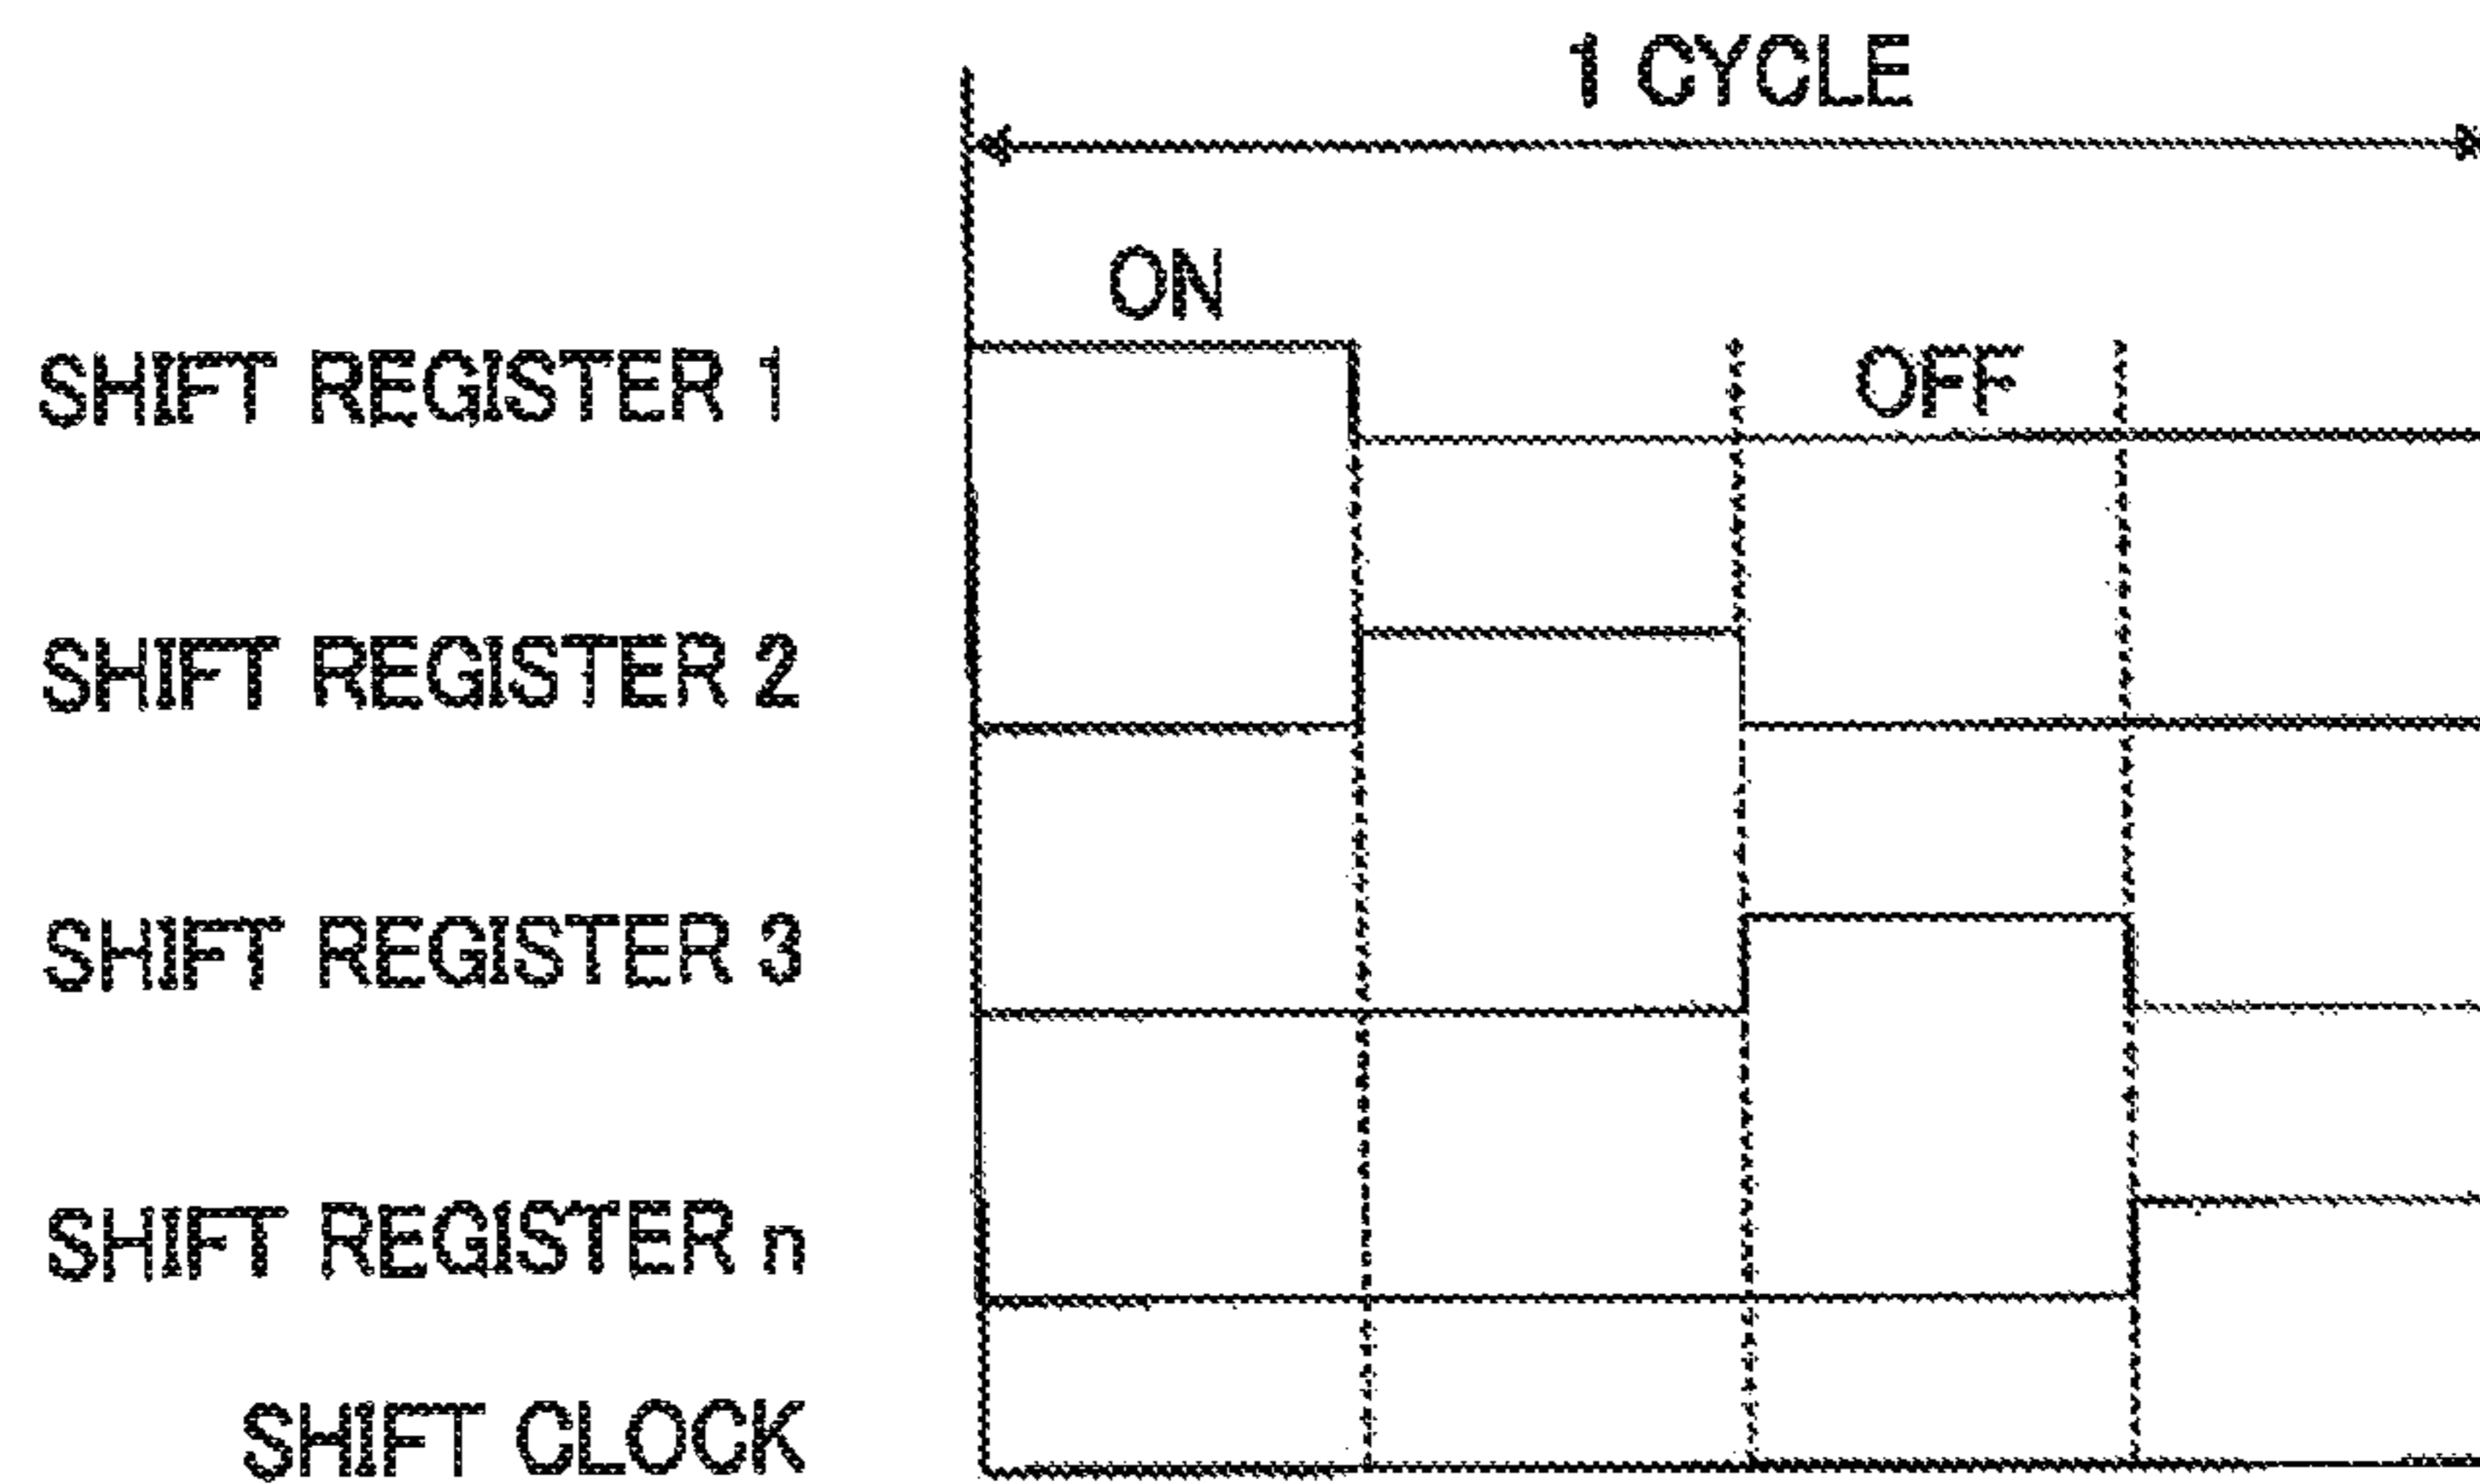 1 CYCLE
ON
SHIFT REGISTER 1
OFF
SHIFT REGISTER 2
SHIFT REGISTER 3
SHIFT REGISTER n
SHIFT CLOCK